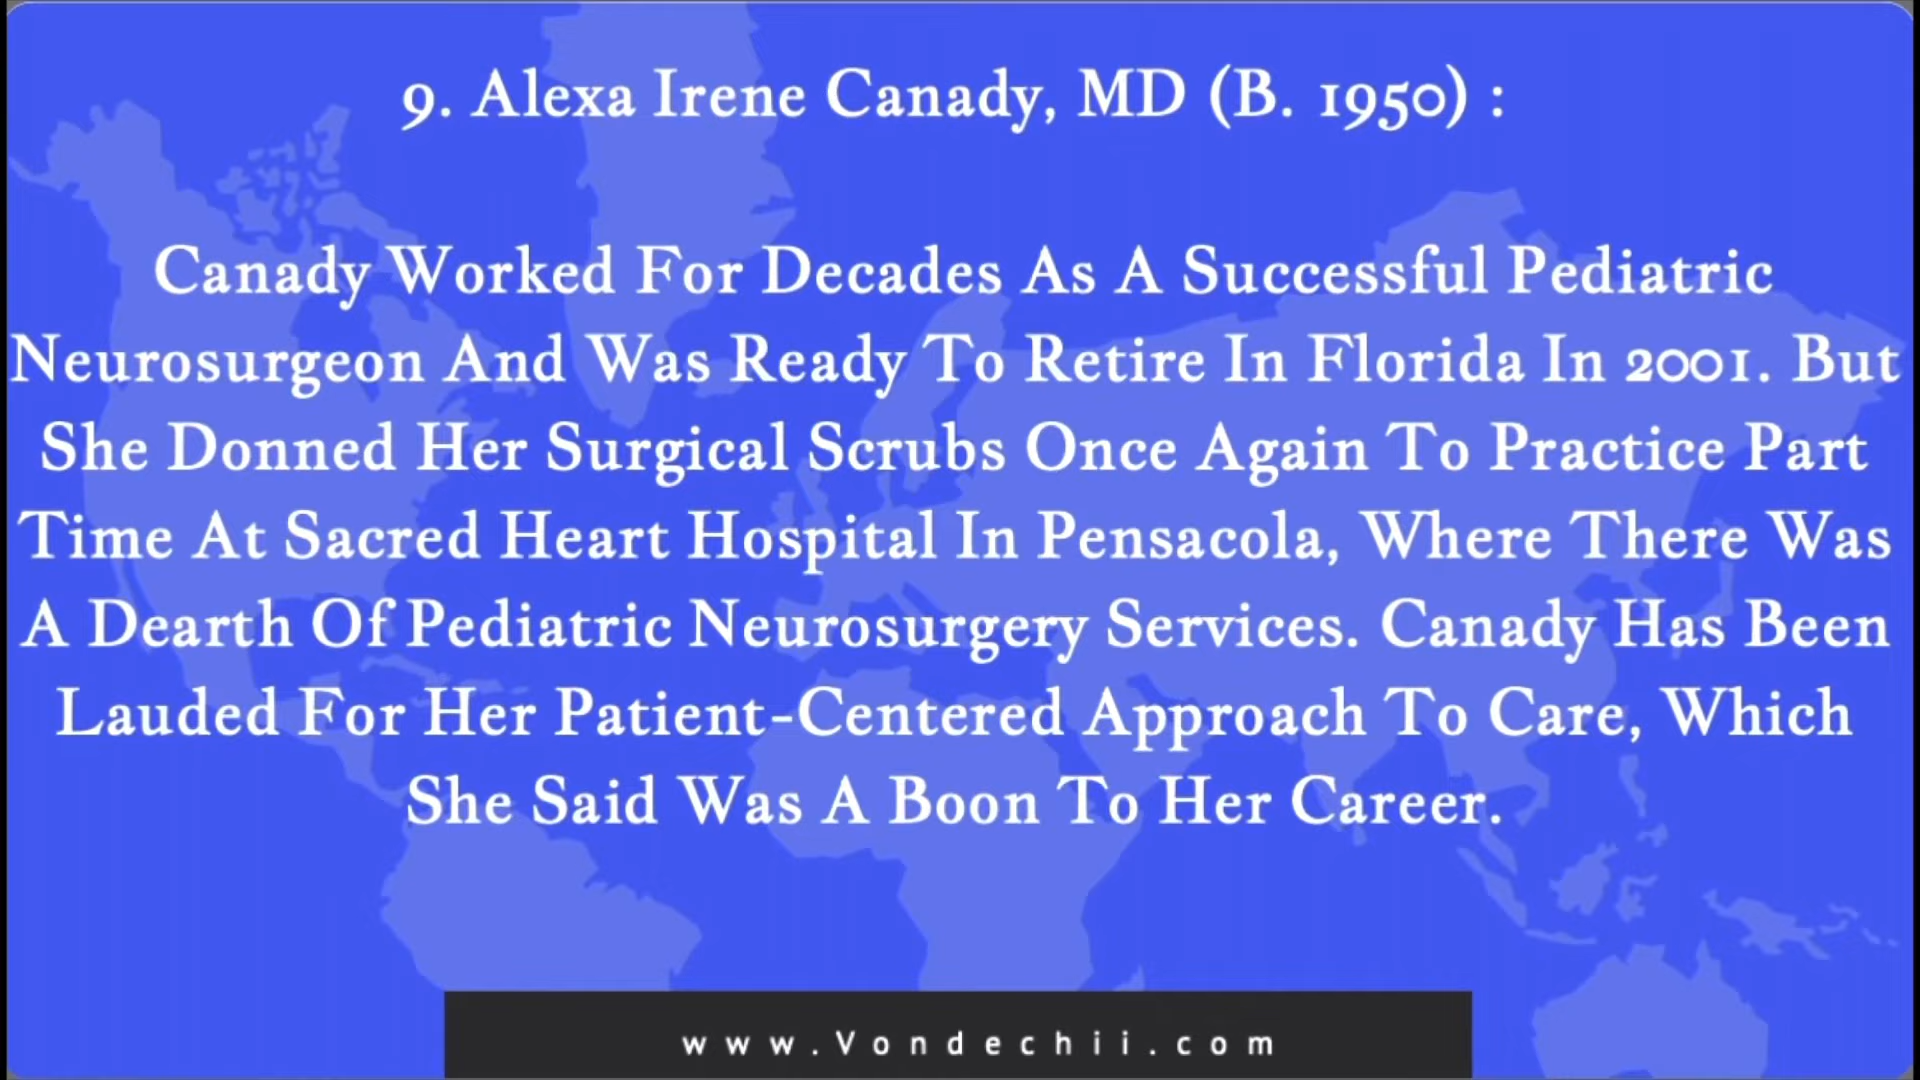 9. Alexa Irene Canady, MD (B. 1950) :
Canady Worked For Decades As A Successful Pediatric
Neurosurgeon And Was Ready To Retire In Florida In 2001. But
She Donned Her Surgical Scrubs Once Again To Practice Part
Time At Sacred Heart Hospital In Pensacola, Where There Was
A Dearth Of Pediatric Neurosurgery Services. Canady Has Been
Lauded For Her Patient-Centered Approach To Care, Which
She Said Was A Boon To Her Career.
www.Vondechii.com